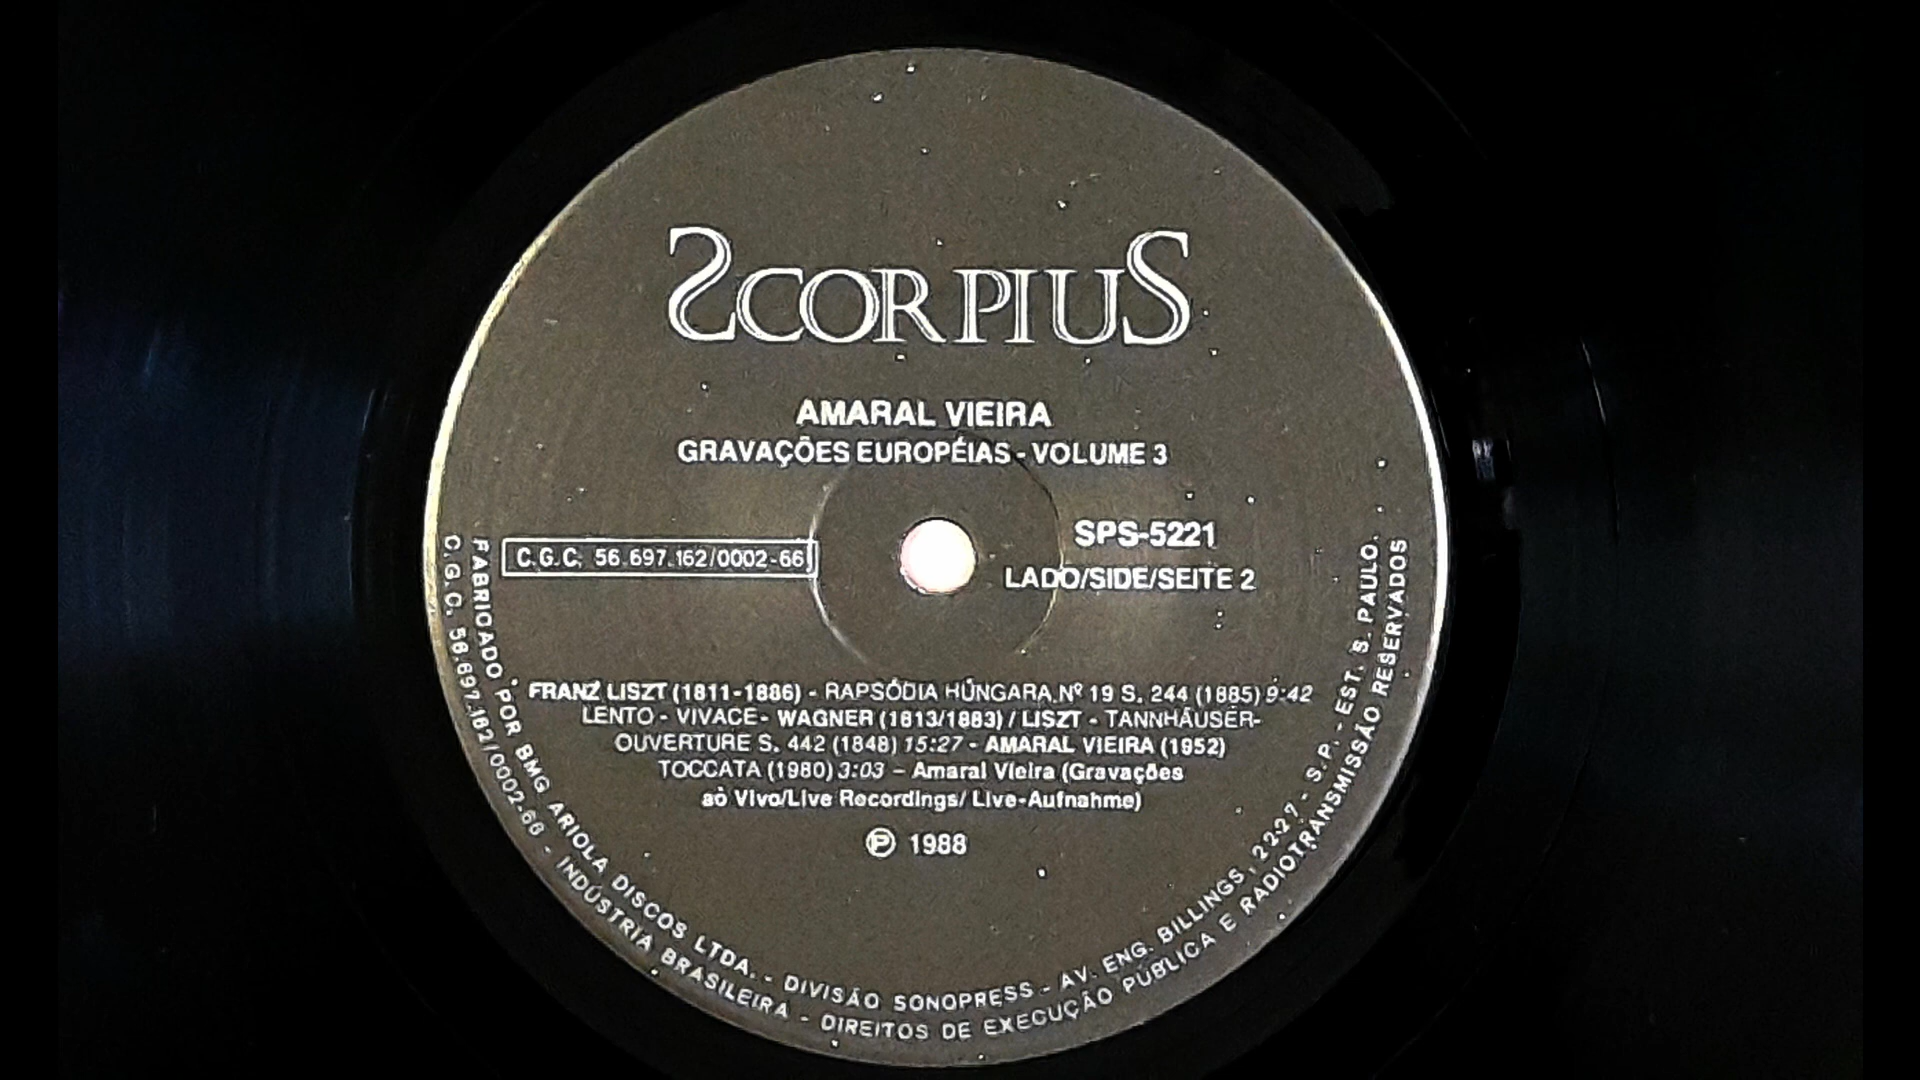 SCORPIUS
AMARAL VIEIRA
GRAVAÇÕES EUROPÉIAS - VOLUME 3
C.G.C. 56.697.162/0002-66
SPS-5221
LADO/SIDE/SEITE 2
FRANZ LISZT (1811-1886) - RAPSÓDIA HÚNGARA Nº 19 S. 244 (1885) 9:42
LENTO - VIVACE - WAGNER (1813/1883) / LISZT - TANNHÄUSER-
OUVERTURE S. 442 (1848) 15:27 - AMARAL VIEIRA (1952)
TOCCATA (1980) 3:03 – Amaral Vieira (Gravações
ao Vivo/Live Recordings/ Live-Aufnahme)
℗ 1988
FABRICADO POR BMG ARIOLA DISCOS LTDA. - DIVISÃO SONOPRESS - AV. ENG. BILLINGS, 2227 - S.P. - EST. S. PAULO.
C.G.C. 56.697.162/0002-66 - INDÚSTRIA BRASILEIRA - DIREITOS DE EXECUÇÃO PÚBLICA E RADIOTRANSMISSÃO RESERVADOS